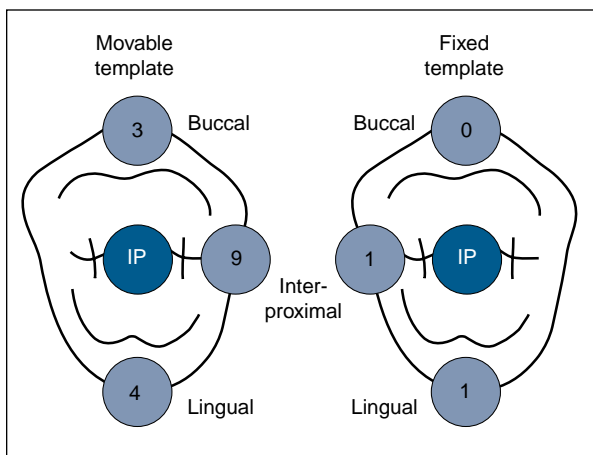 Movable
template
Fixed
template
3
Buccal
Buccal
0
IP
9
Inter-
proximal
1
IP
4
Lingual
Lingual
1